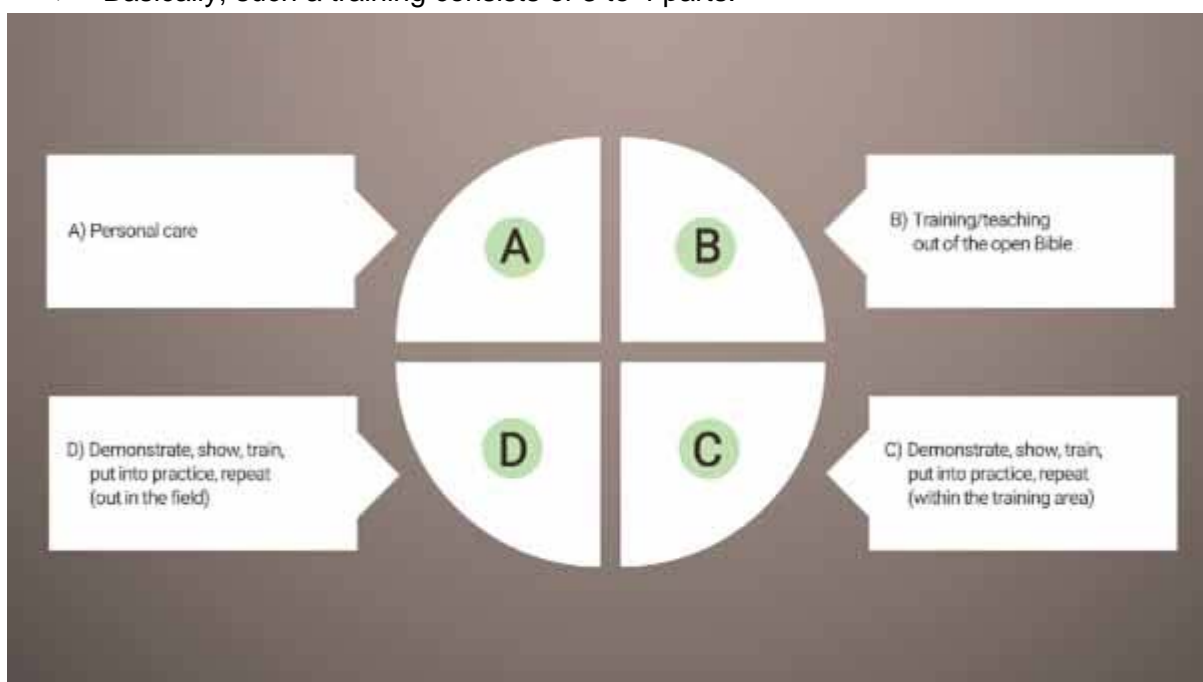 Basically, such a training consists of 3 to 4 parts.
A) Personal care
A
B
B) Training/teaching
out of the open Bible
D) Demonstrate, show, train,
put into practice, repeat
(out in the field)
D
C
C) Demonstrate, show, train,
put into practice, repeat
(within the training area)